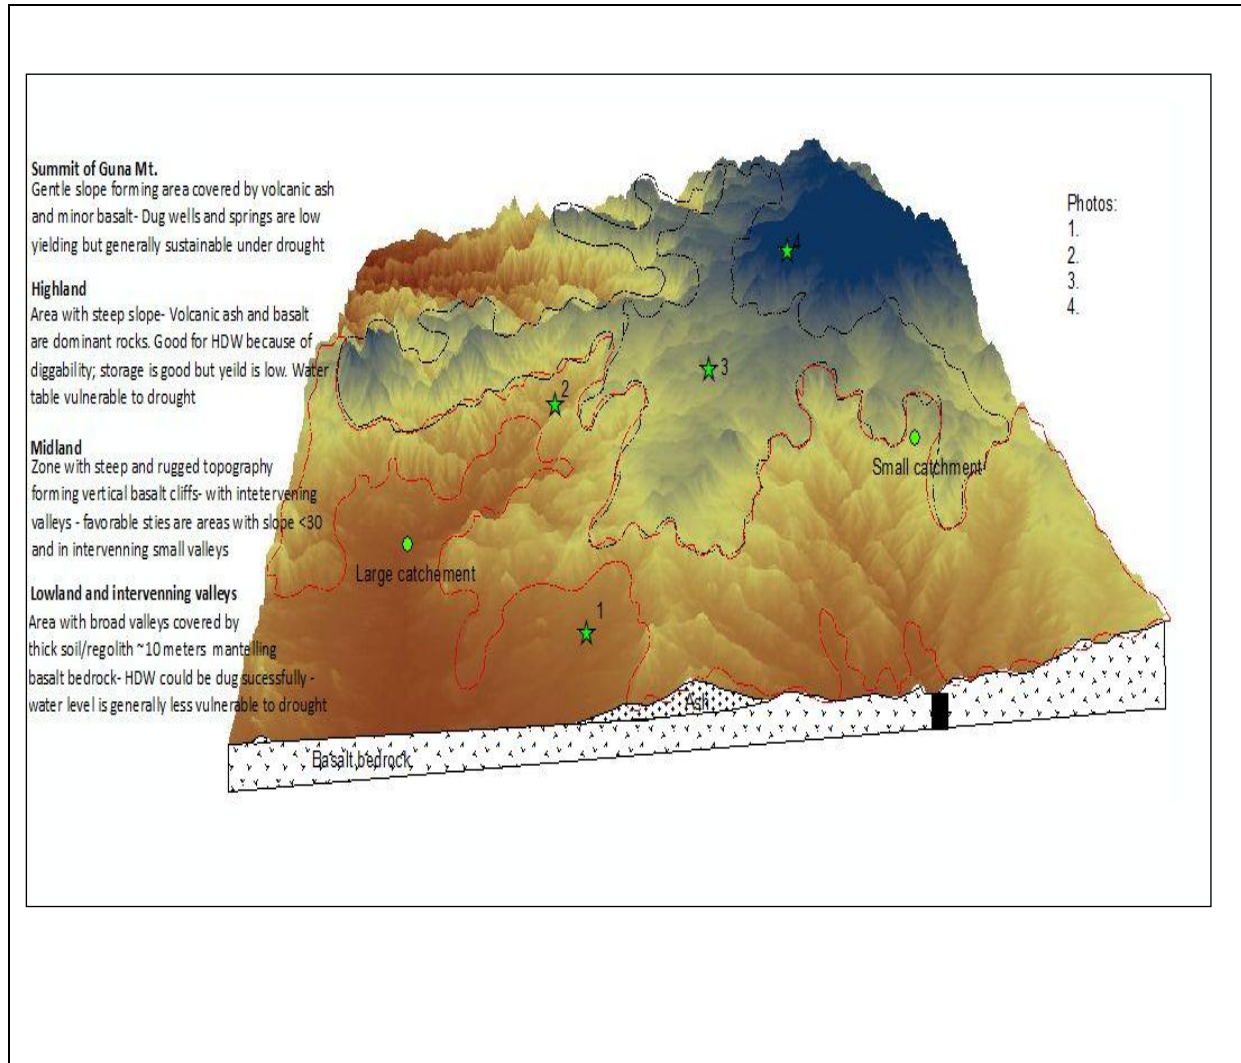 Summit of Guna Mt.
Gentle slope forming area covered by volcanic ash
and minor basalt- Dug wells and springs are low
yielding but generally sustainable under drought
Highland
Area with steep slope- Volcanic ash and basalt
are dominant rocks. Good for HDW because of
diggability; storage is good but yeild is low. Water
table vulnerable to drought
Midland
Zone with steep and rugged topography
forming vertical basalt cliffs- with intetervening
valleys - favorable sties are areas with slope <30
and in intervenning small valleys
Lowland and intervenning valleys
Area with broad valleys covered by
thick soil/regolith ~10 meters mantelling
basalt bedrock- HDW could be dug sucessfully -
water level is generally less vulnerable to drought
4
3
2
Small catchment
Large catchement
1
Ash
Basalt bedrock
Photos:
1.
2.
3.
4.